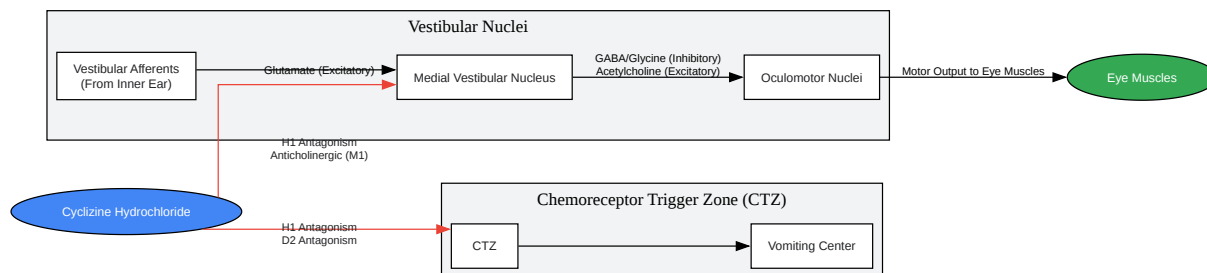 Vestibular Nuclei
Vestibular Afferents
(From Inner Ear)
Glutamate (Excitatory)
Medial Vestibular Nucleus
GABA/Glycine (Inhibitory)
Acetylcholine (Excitatory)
Oculomotor Nuclei
Motor Output to Eye Muscles
Eye Muscles
H1 Antagonism
Anticholinergic (M1)
Cyclizine Hydrochloride
H1 Antagonism
D2 Antagonism
Chemoreceptor Trigger Zone (CTZ)
CTZ
Vomiting Center